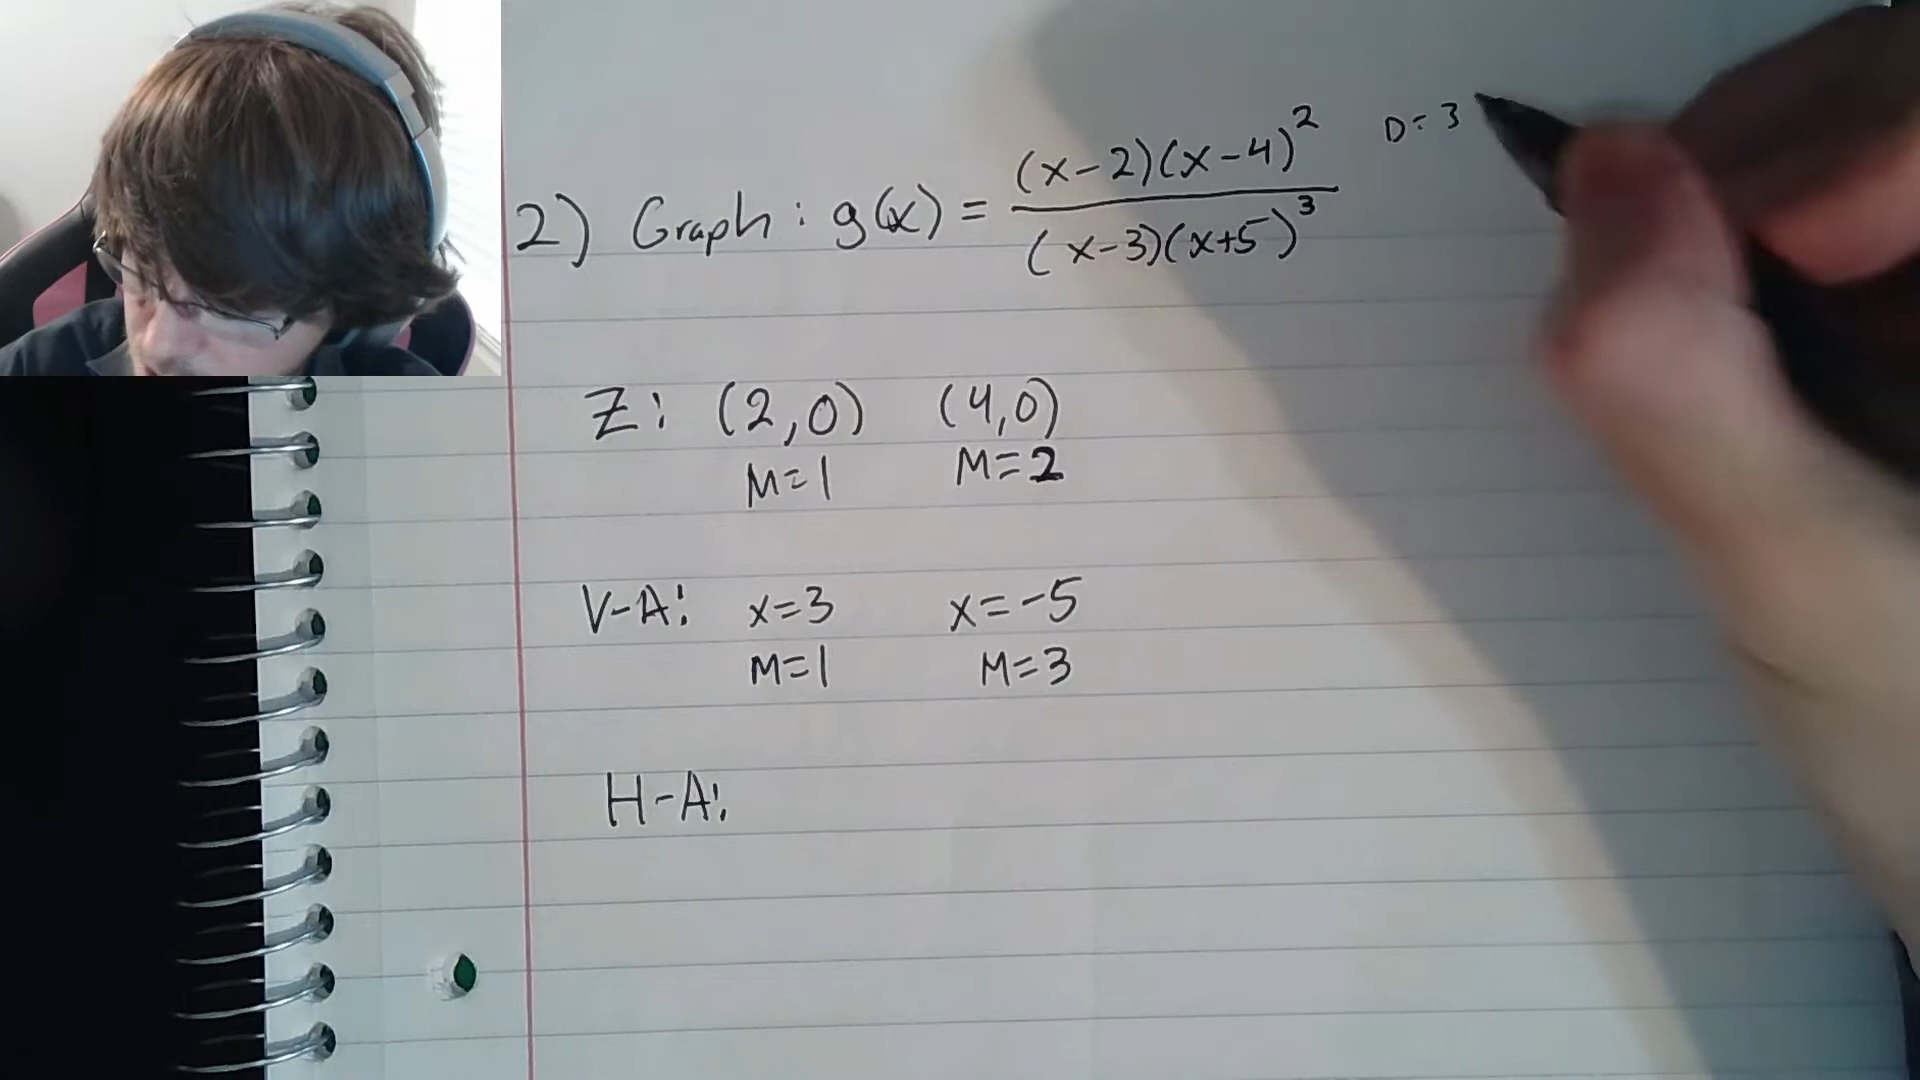 2) Graph: g(x) = (x-2)(x-4)^2 / (x-3)(x+5)^3 D=3
Z: (2,0) (4,0)
M=1 M=2
V-A: x=3 x=-5
M=1 M=3
H-A: